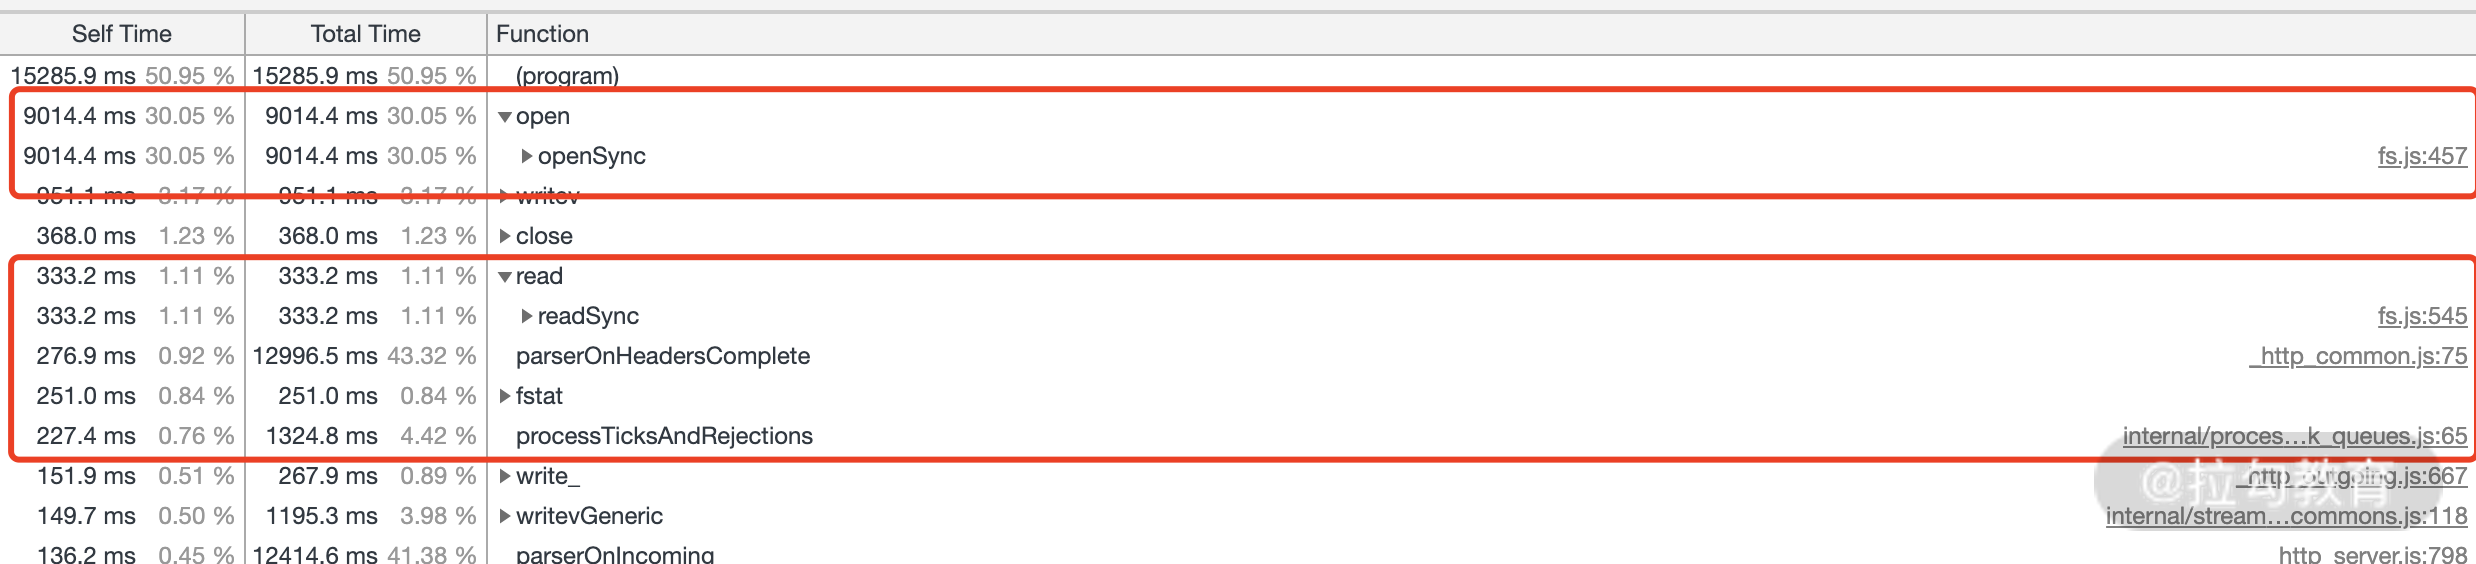 Self Time Total Time Function
15285.9 ms 50.95 % 15285.9 ms 50.95 % (program)
9014.4 ms 30.05 % 9014.4 ms 30.05 % ▼open
9014.4 ms 30.05 % 9014.4 ms 30.05 % ▶openSync fs.js:457
951.1 ms 3.17 % 951.1 ms 3.17 % ▶writev
368.0 ms 1.23 % 368.0 ms 1.23 % ▶close
333.2 ms 1.11 % 333.2 ms 1.11 % ▼read
333.2 ms 1.11 % 333.2 ms 1.11 % ▶readSync fs.js:545
276.9 ms 0.92 % 12996.5 ms 43.32 % parserOnHeadersComplete _http_common.js:75
251.0 ms 0.84 % 251.0 ms 0.84 % ▶fstat
227.4 ms 0.76 % 1324.8 ms 4.42 % processTicksAndRejections internal/proces…k_queues.js:65
151.9 ms 0.51 % 267.9 ms 0.89 % ▶write_ _http_outgoing.js:667
149.7 ms 0.50 % 1195.3 ms 3.98 % ▶writevGeneric internal/stream…commons.js:118
136.2 ms 0.45 % 12414.6 ms 41.38 % parserOnIncoming _http_server.js:798
@拉勾教育